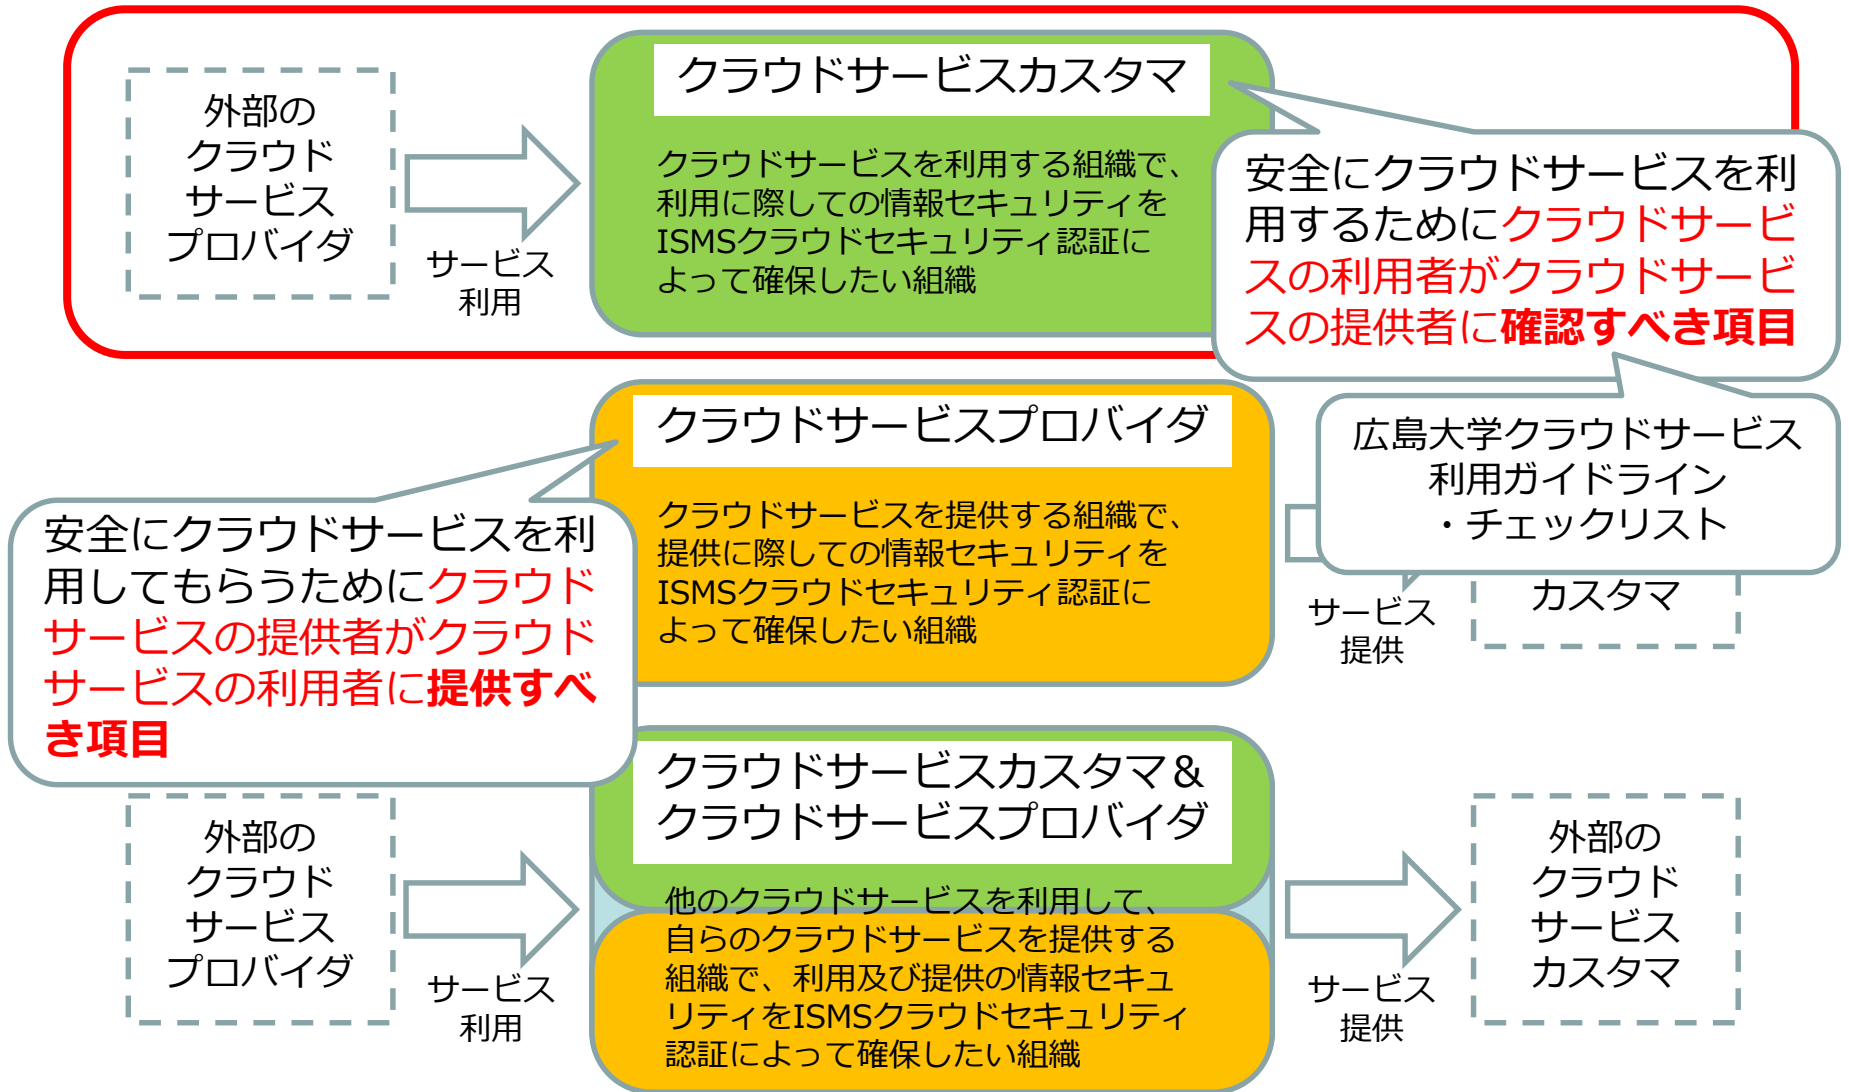 外部の
クラウド
サービス
プロバイダ
サービス
利用
クラウドサービスカスタマ
クラウドサービスを利用する組織で、
利用に際しての情報セキュリティを
ISMSクラウドセキュリティ認証に
よって確保したい組織
安全にクラウドサービスを利
用するためにクラウドサービ
スの利用者がクラウドサービ
スの提供者に確認すべき項目
広島大学クラウドサービス
利用ガイドライン
・チェックリスト
クラウドサービスプロバイダ
クラウドサービスを提供する組織で、
提供に際しての情報セキュリティを
ISMSクラウドセキュリティ認証に
よって確保したい組織
サービス
提供
カスタマ
安全にクラウドサービスを利
用してもらうためにクラウド
サービスの提供者がクラウド
サービスの利用者に提供すべ
き項目
外部の
クラウド
サービス
プロバイダ
サービス
利用
クラウドサービスカスタマ&
クラウドサービスプロバイダ
他のクラウドサービスを利用して、
自らのクラウドサービスを提供する
組織で、利用及び提供の情報セキュ
リティをISMSクラウドセキュリティ
認証によって確保したい組織
サービス
提供
外部の
クラウド
サービス
カスタマ